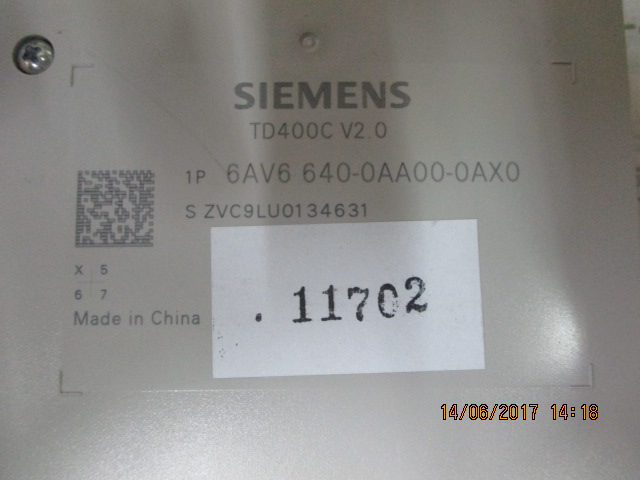 SIEMENS
TD400C V2.0
1P 6AV6 640-0AA00-0AX0
S ZVC9LU0134631
X 5
6 7
Made in China
. 11702
14/06/2017 14:18